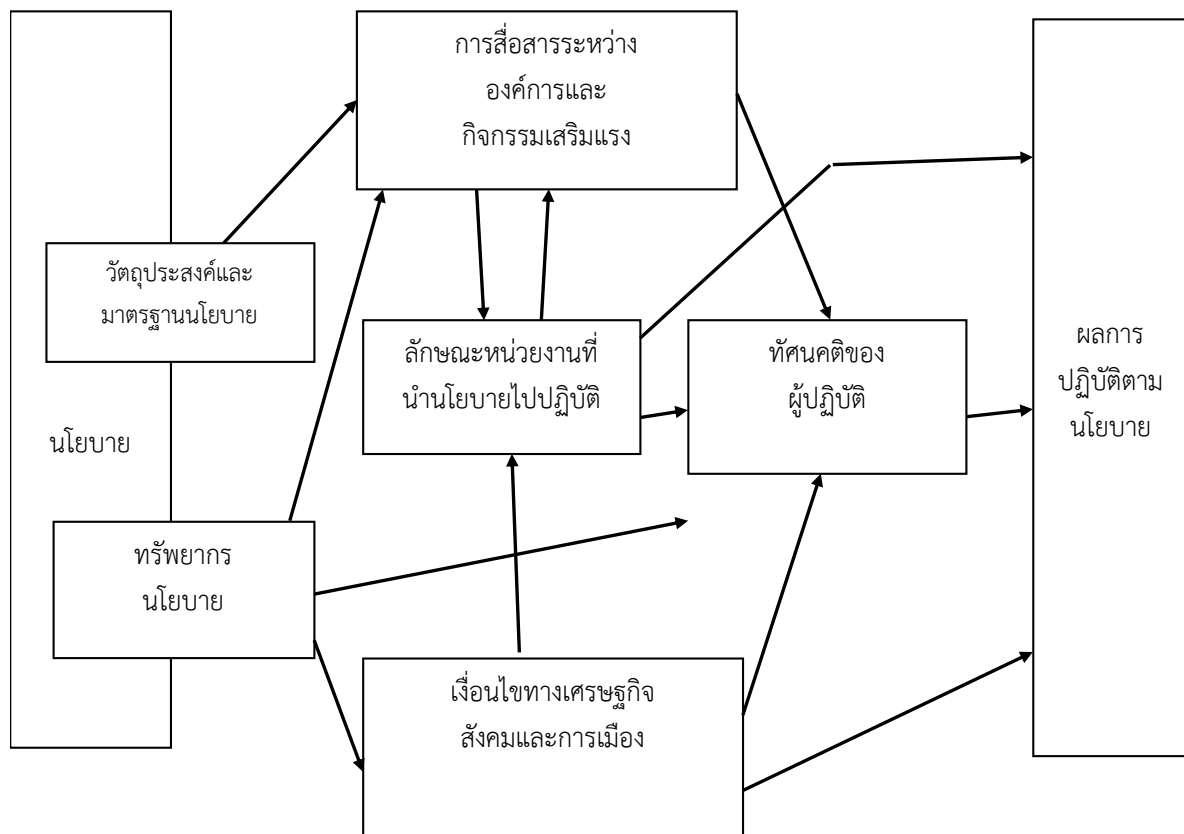 การสื่อสารระหว่าง
องค์การและ
กิจกรรมเสริมแรง
วัตถุประสงค์และ
มาตรฐานนโยบาย
นโยบาย
ทรัพยากร
นโยบาย
ลักษณะหน่วยงานที่
นำนโยบายไปปฏิบัติ
ทัศนคติของ
ผู้ปฏิบัติ
เงื่อนไขทางเศรษฐกิจ
สังคมและการเมือง
ผลการ
ปฏิบัติตาม
นโยบาย